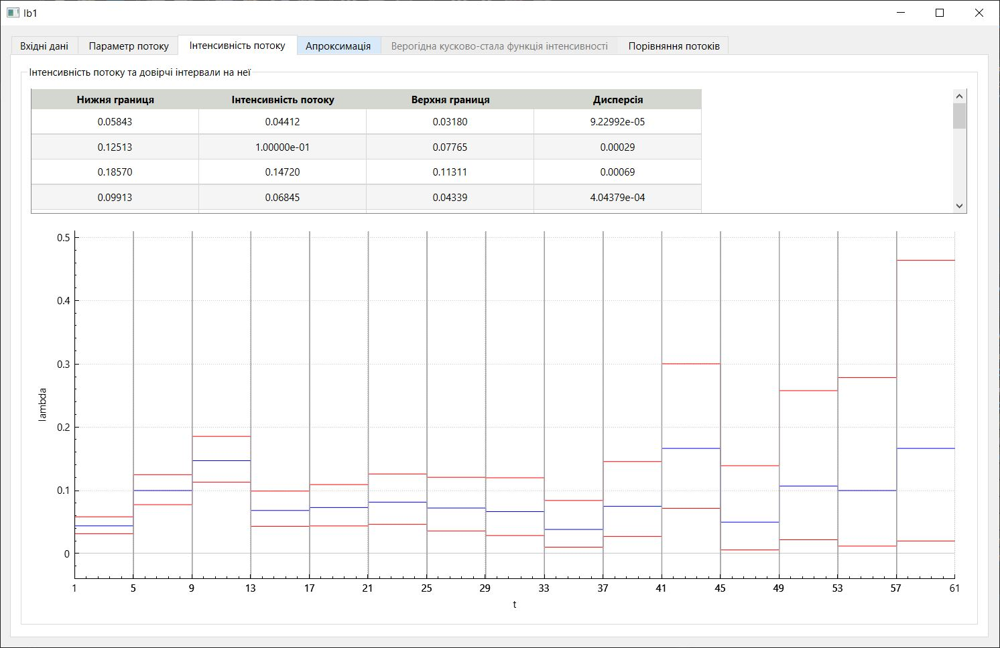 lb1
Вхідні дані Параметр потоку Інтенсивність потоку Апроксимація Верогідна кусково-стала функція інтенсивності Порівняння потоків
Інтенсивність потоку та довірчі інтервали на неї
Нижня границя Інтенсивність потоку Верхня границя Дисперсія
0.05843 0.04412 0.03180 9.22992e-05
0.12513 1.00000e-01 0.07765 0.00029
0.18570 0.14720 0.11311 0.00069
0.09913 0.06845 0.04339 4.04379e-04
0.5
0.4
0.3
lambda
0.2
0.1
0
1 5 9 13 17 21 25 29 33 37 41 45 49 53 57 61
t